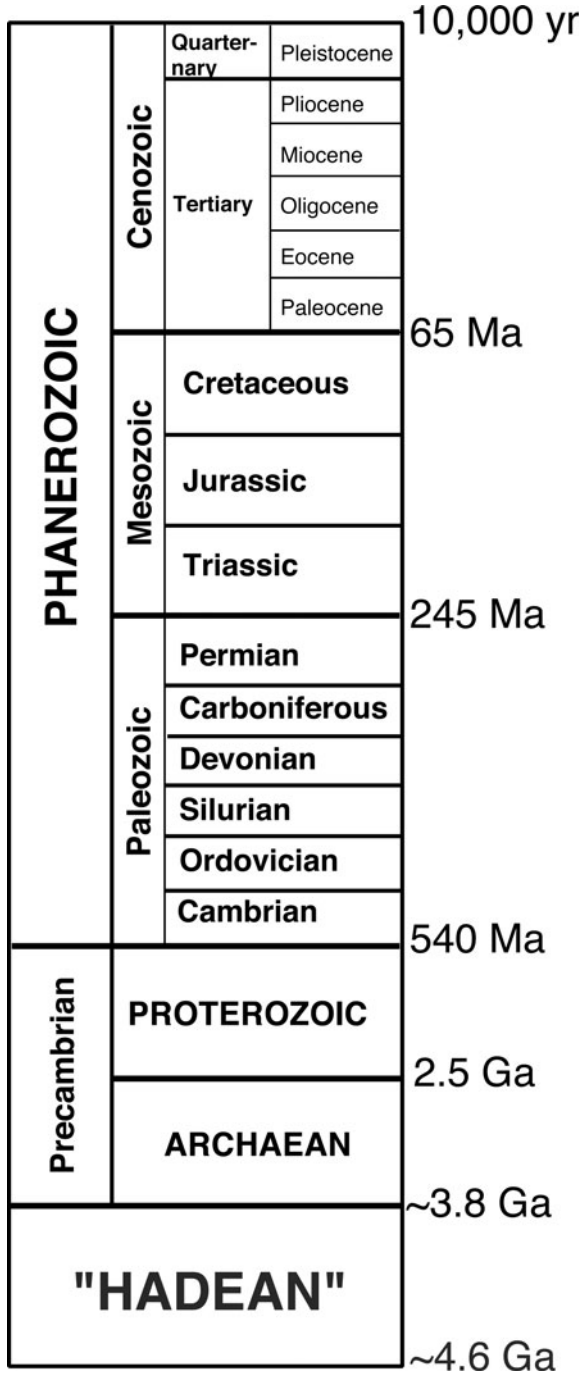 10,000 yr
PHANEROZOIC
Cenozoic
Quarter-
nary
Pleistocene
Tertiary
Pliocene
Miocene
Oligocene
Eocene
Paleocene
65 Ma
Mesozoic
Cretaceous
Jurassic
Triassic
245 Ma
Paleozoic
Permian
Carboniferous
Devonian
Silurian
Ordovician
Cambrian
540 Ma
Precambrian
PROTEROZOIC
2.5 Ga
ARCHAEAN
~3.8 Ga
"HADEAN"
~4.6 Ga